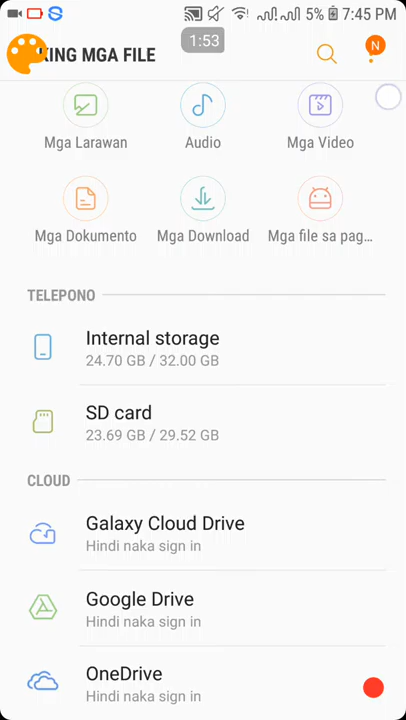 5% 7:45 PM
1:53
KING MGA FILE
N
Mga Larawan
Audio
Mga Video
Mga Dokumento
Mga Download
Mga file sa pag...
TELEPONO
Internal storage
24.70 GB / 32.00 GB
SD card
23.69 GB / 29.52 GB
CLOUD
Galaxy Cloud Drive
Hindi naka sign in
Google Drive
Hindi naka sign in
OneDrive
Hindi naka sign in